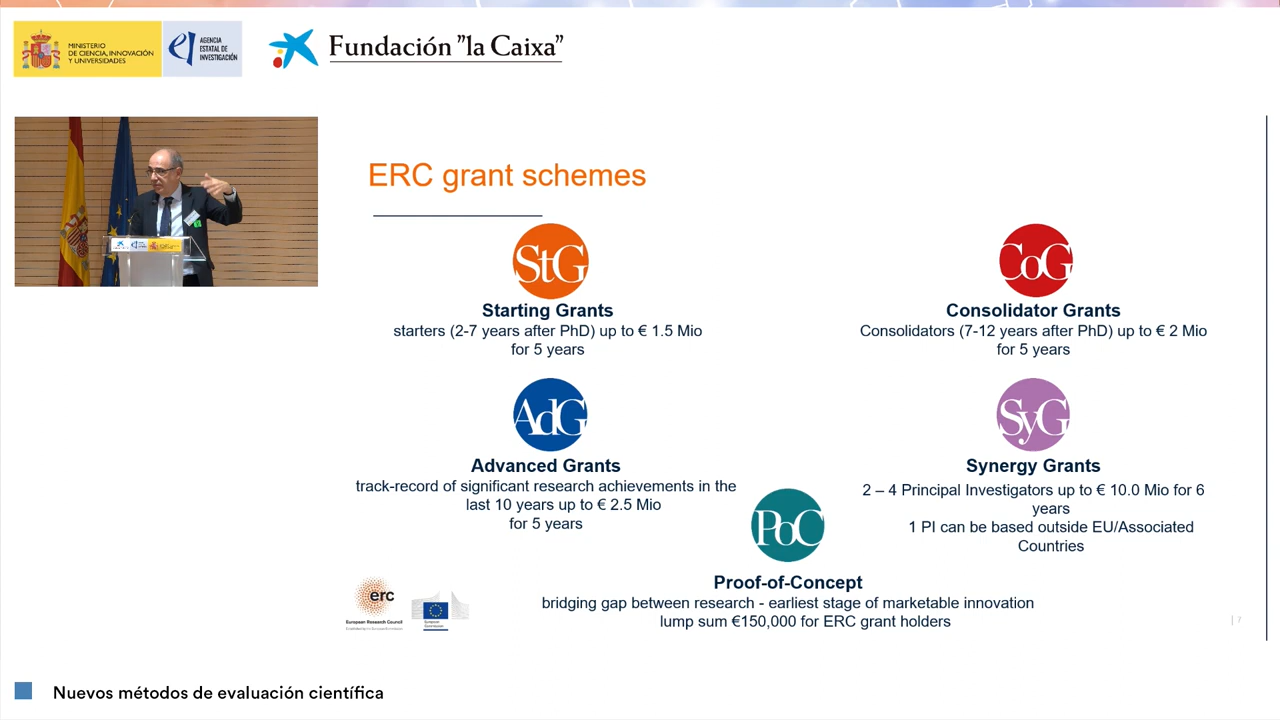 MINISTERIO
DE CIENCIA, INNOVACIÓN
Y UNIVERSIDADES
AGENCIA
ESTATAL DE
INVESTIGACIÓN
Fundación "la Caixa"
ERC grant schemes
StG
Starting Grants
starters (2-7 years after PhD) up to € 1.5 Mio
for 5 years
CoG
Consolidator Grants
Consolidators (7-12 years after PhD) up to € 2 Mio
for 5 years
AdG
Advanced Grants
track-record of significant research achievements in the
last 10 years up to € 2.5 Mio
for 5 years
SyG
Synergy Grants
2 – 4 Principal Investigators up to € 10.0 Mio for 6
years
1 PI can be based outside EU/Associated
Countries
PoC
Proof-of-Concept
bridging gap between research - earliest stage of marketable innovation
lump sum €150,000 for ERC grant holders
erc
European Research Council
European
Commission
| 7
Nuevos métodos de evaluación científica